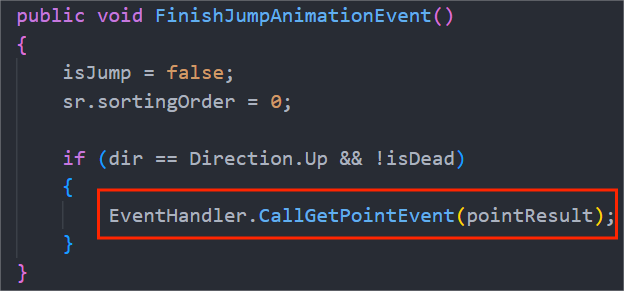 public void FinishJumpAnimationEvent()
{
    isJump = false;
    sr.sortingOrder = 0;

    if (dir == Direction.Up && !isDead)
    {
        EventHandler.CallGetPointEvent(pointResult);
    }
}